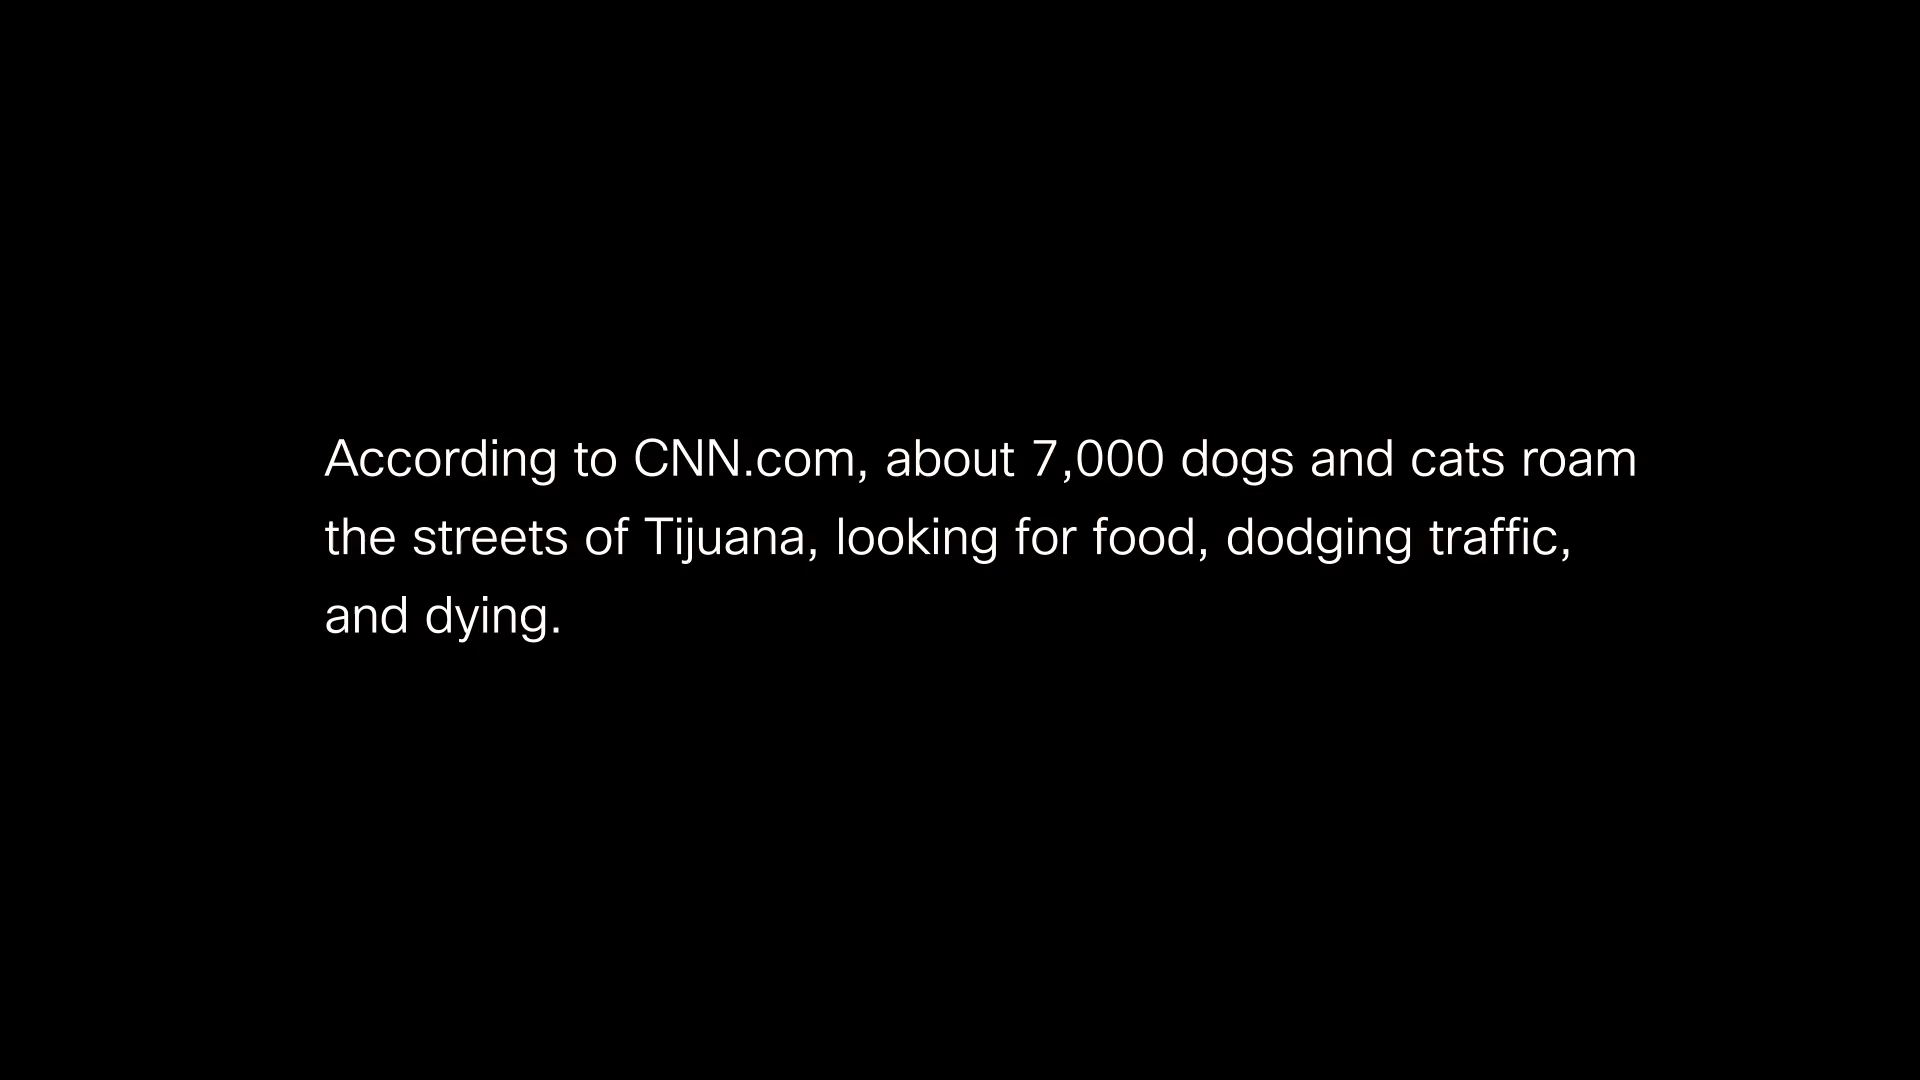 According to CNN.com, about 7,000 dogs and cats roam
the streets of Tijuana, looking for food, dodging traffic,
and dying.